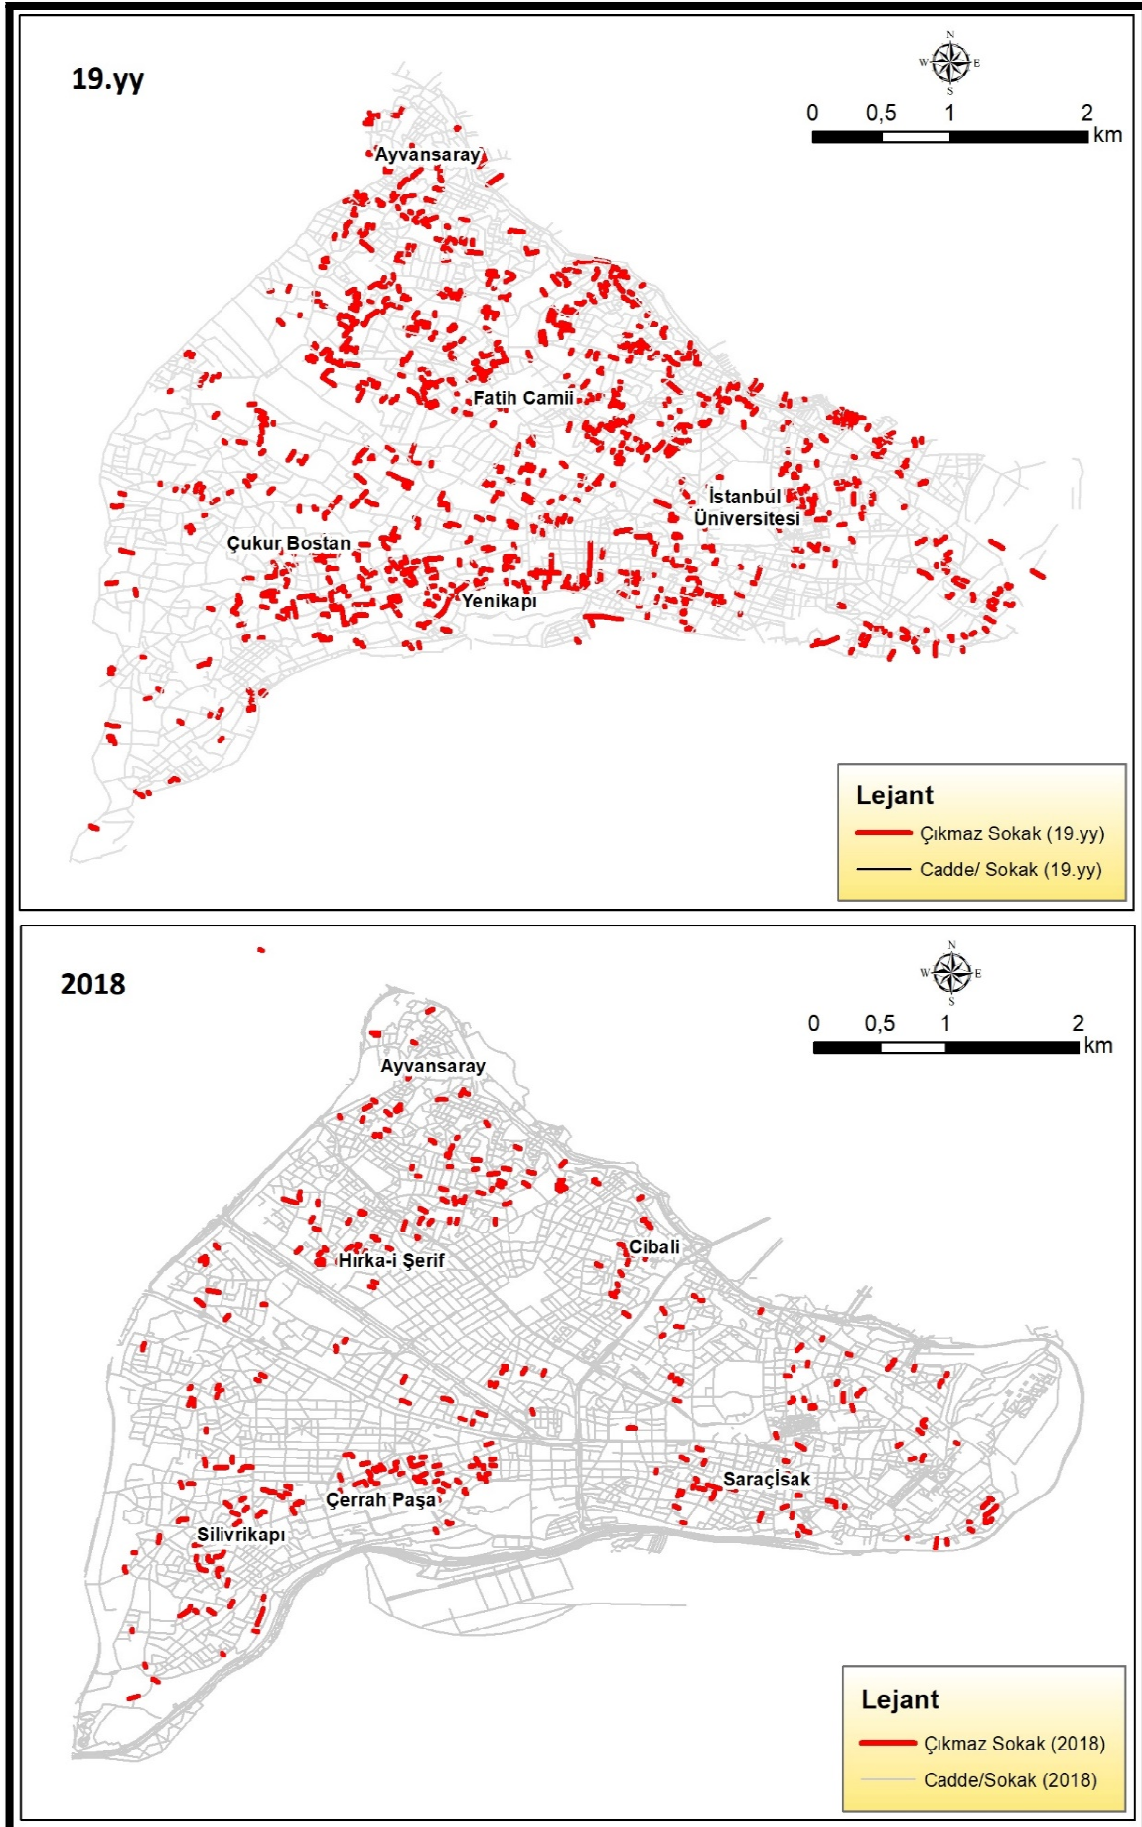 19.yy
N
W E
S
0 0,5 1 2
km
Ayvansaray
Fatih Camii
İstanbul
Üniversitesi
Çukur Bostan
Yenikapı
Lejant
Çıkmaz Sokak (19.yy)
Cadde/ Sokak (19.yy)
2018
N
W E
S
0 0,5 1 2
km
Ayvansaray
Cibali
Hırka-i Şerif
Saraçİsak
Çerrah Paşa
Silivrikapı
Lejant
Çıkmaz Sokak (2018)
Cadde/Sokak (2018)